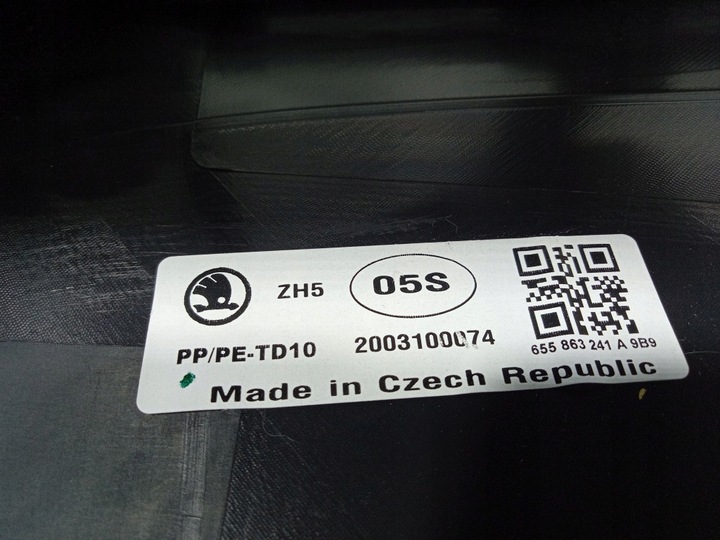 ZH5
05S
PP/PE-TD10
2003100074
655 863 241 A 9B9
Made in Czech Republic